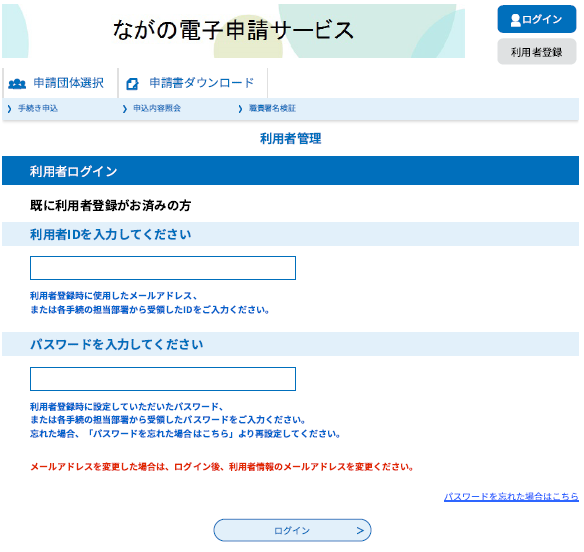 ながの電子申請サービス
ログイン
利用者登録
申請団体選択
申請書ダウンロード
手続き申込
申込内容照会
職責署名検証
利用者管理
利用者ログイン
既に利用者登録がお済みの方
利用者IDを入力してください
利用者登録時に使用したメールアドレス、
または各手続の担当部署から受領したIDをご入力ください。
パスワードを入力してください
利用者登録時に設定していただいたパスワード、
または各手続の担当部署から受領したパスワードをご入力ください。
忘れた場合、「パスワードを忘れた場合はこちら」より再設定してください。
メールアドレスを変更した場合は、ログイン後、利用者情報のメールアドレスを変更ください。
パスワードを忘れた場合はこちら
ログイン